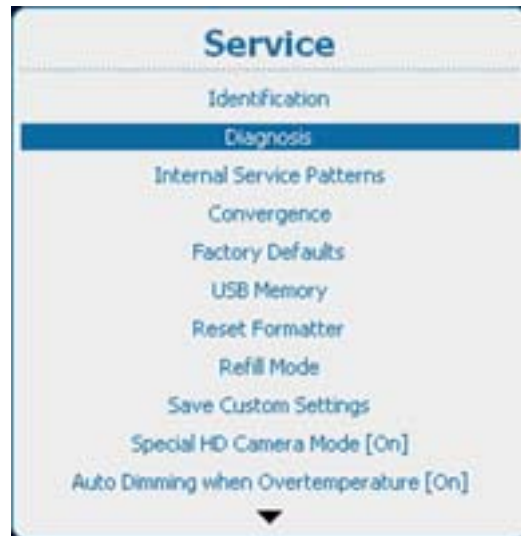 Service
Identification
Diagnosis
Internal Service Patterns
Convergence
Factory Defaults
USB Memory
Reset Formatter
Refill Mode
Save Custom Settings
Special HD Camera Mode [On]
Auto Dimming when Overtemperature [On]